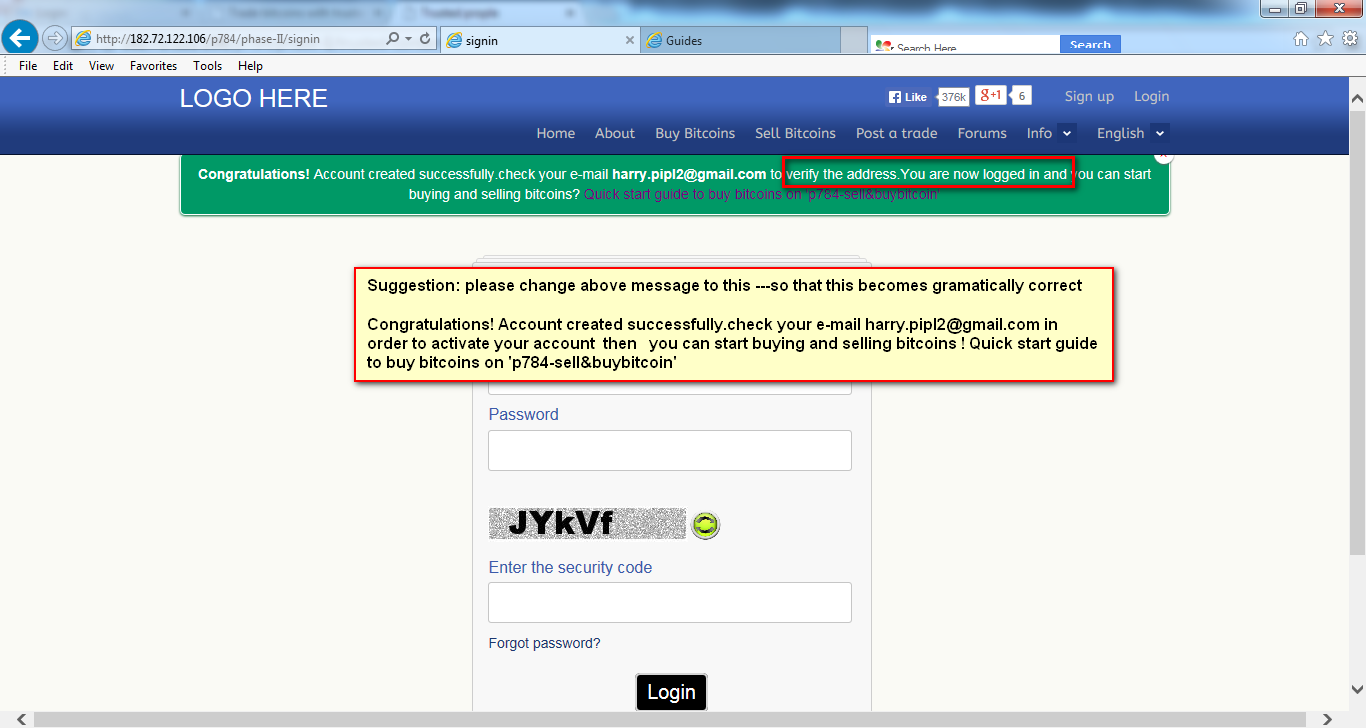 http://182.72.122.106/p784/phase-II/signin
signin
Guides
Search Here
Search
File Edit View Favorites Tools Help
LOGO HERE
Like 376k +1 6 Sign up Login
Home About Buy Bitcoins Sell Bitcoins Post a trade Forums Info English
Congratulations! Account created successfully.check your e-mail harry.pipl2@gmail.com to verify the address.You are now logged in and you can start
buying and selling bitcoins? Quick start guide to buy bitcoins on 'p784-sell&buybitcoin'
Suggestion: please change above message to this ---so that this becomes gramatically correct
Congratulations! Account created successfully.check your e-mail harry.pipl2@gmail.com in
order to activate your account then you can start buying and selling bitcoins ! Quick start guide
to buy bitcoins on 'p784-sell&buybitcoin'
Password
JYkVf
Enter the security code
Forgot password?
Login